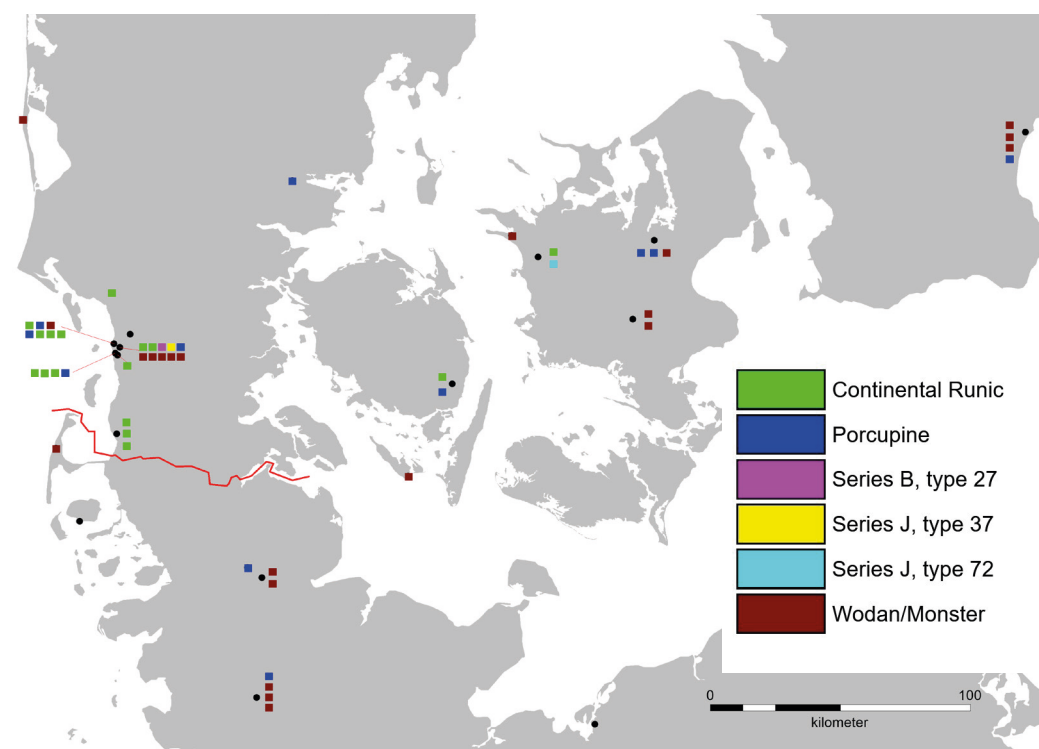 Continental Runic
Porcupine
Series B, type 27
Series J, type 37
Series J, type 72
Wodan/Monster
0 100
kilometer